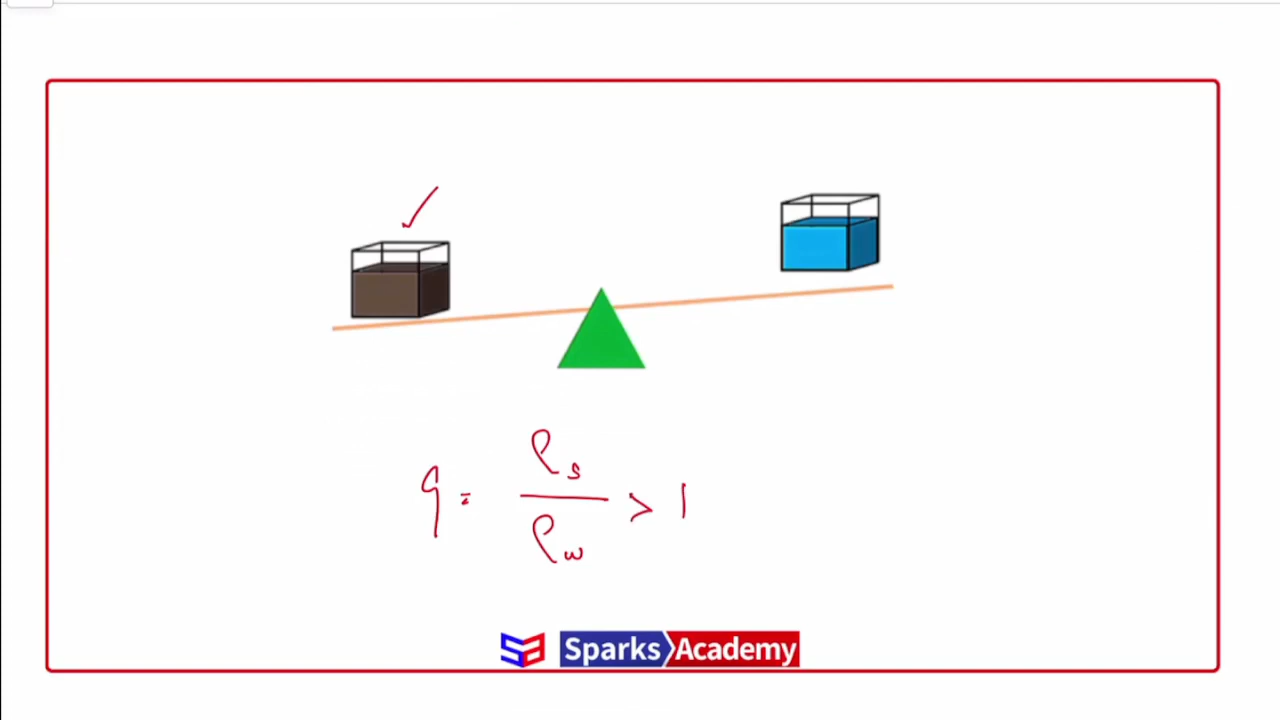 G = ρs / ρw > 1
Sparks Academy